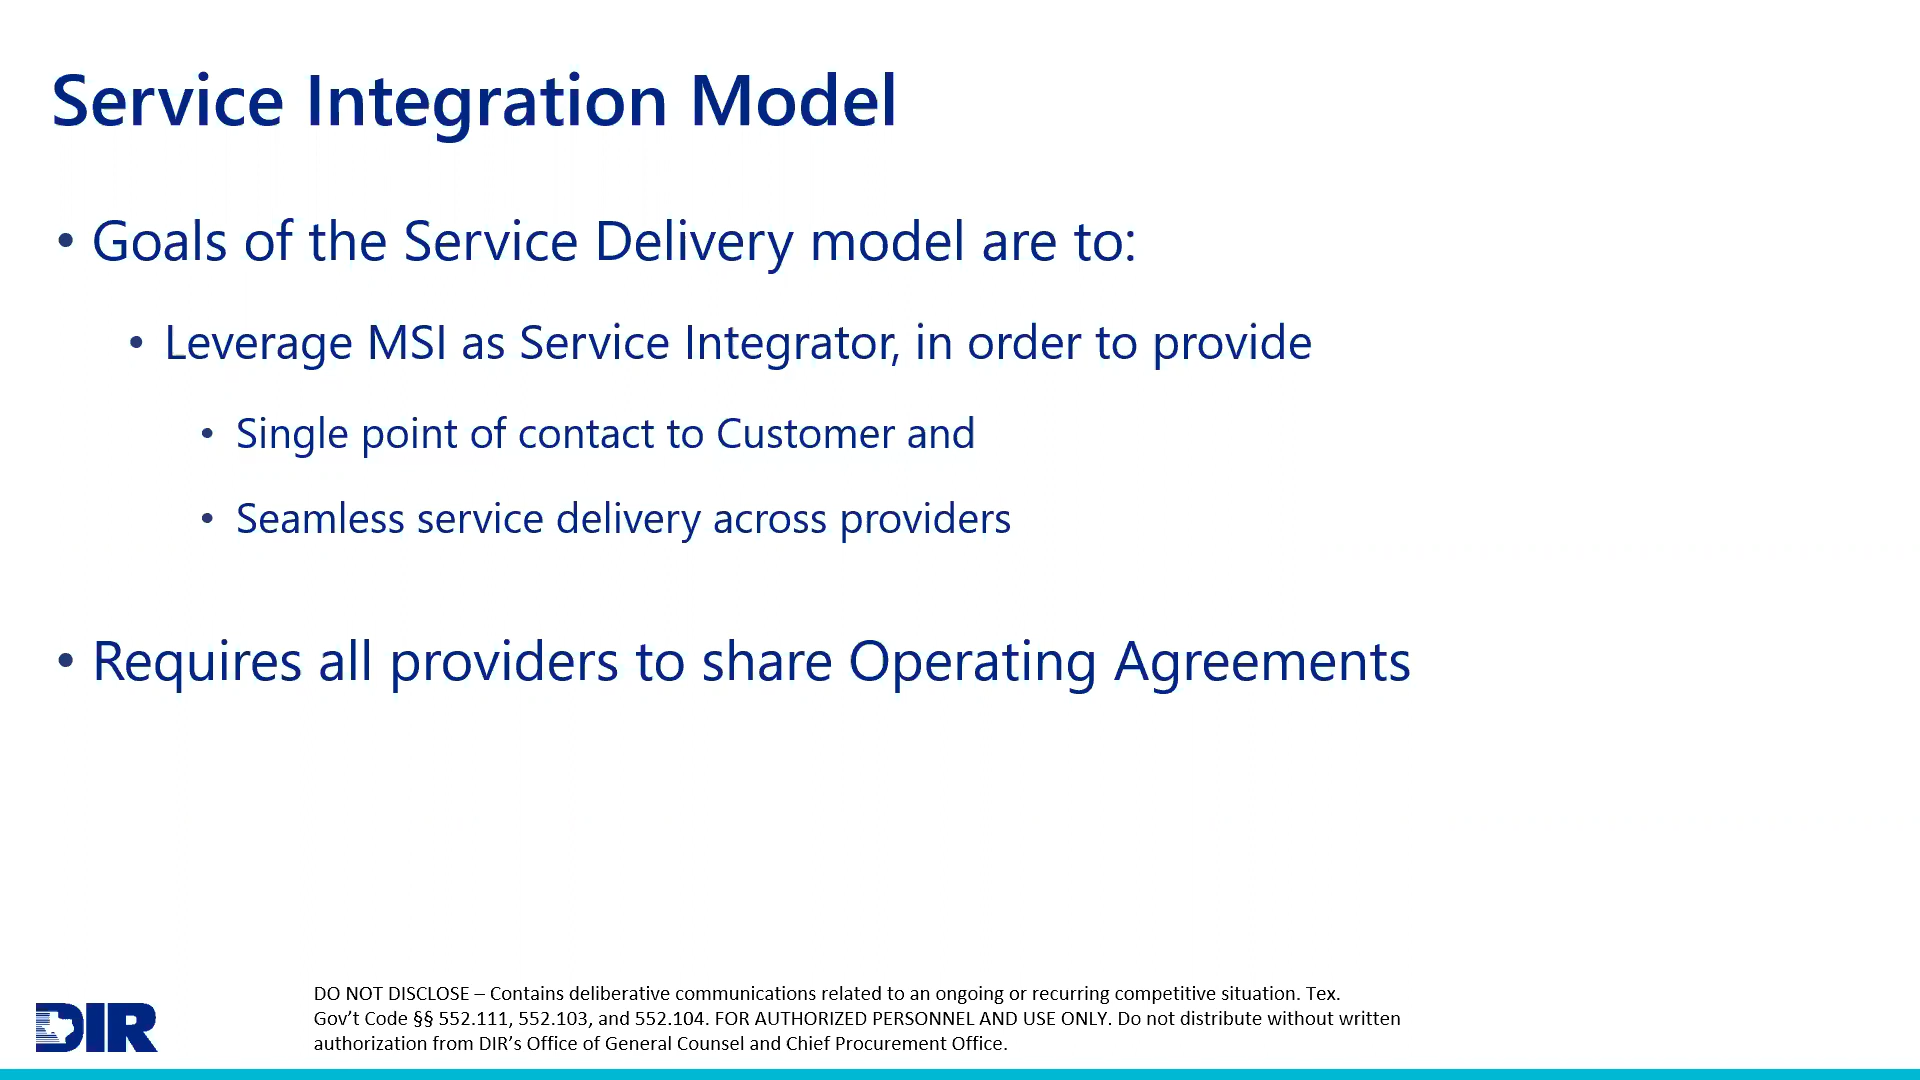 Service Integration Model
• Goals of the Service Delivery model are to:
• Leverage MSI as Service Integrator, in order to provide
• Single point of contact to Customer and
• Seamless service delivery across providers
• Requires all providers to share Operating Agreements
DIR
DO NOT DISCLOSE – Contains deliberative communications related to an ongoing or recurring competitive situation. Tex.
Gov’t Code §§ 552.111, 552.103, and 552.104. FOR AUTHORIZED PERSONNEL AND USE ONLY. Do not distribute without written
authorization from DIR’s Office of General Counsel and Chief Procurement Office.